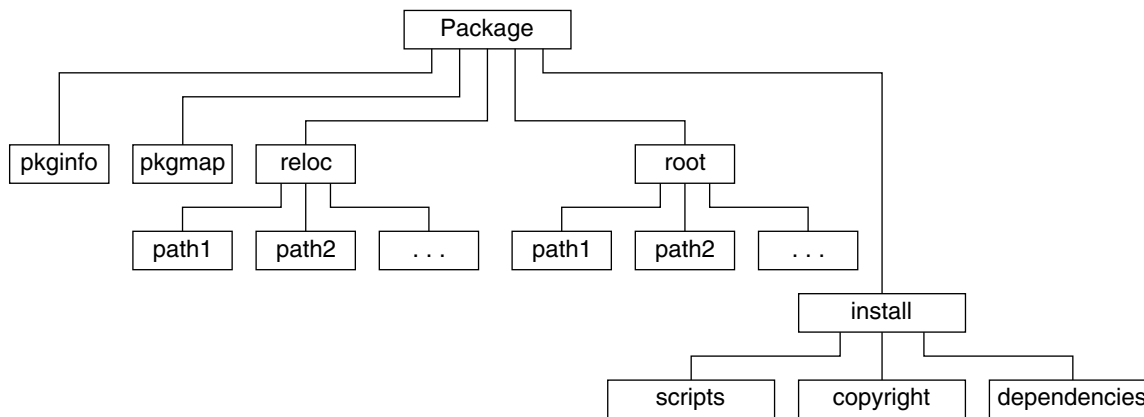 Package
pkginfo
pkgmap
reloc
root
path1
path2
. . .
path1
path2
. . .
install
scripts
copyright
dependencies